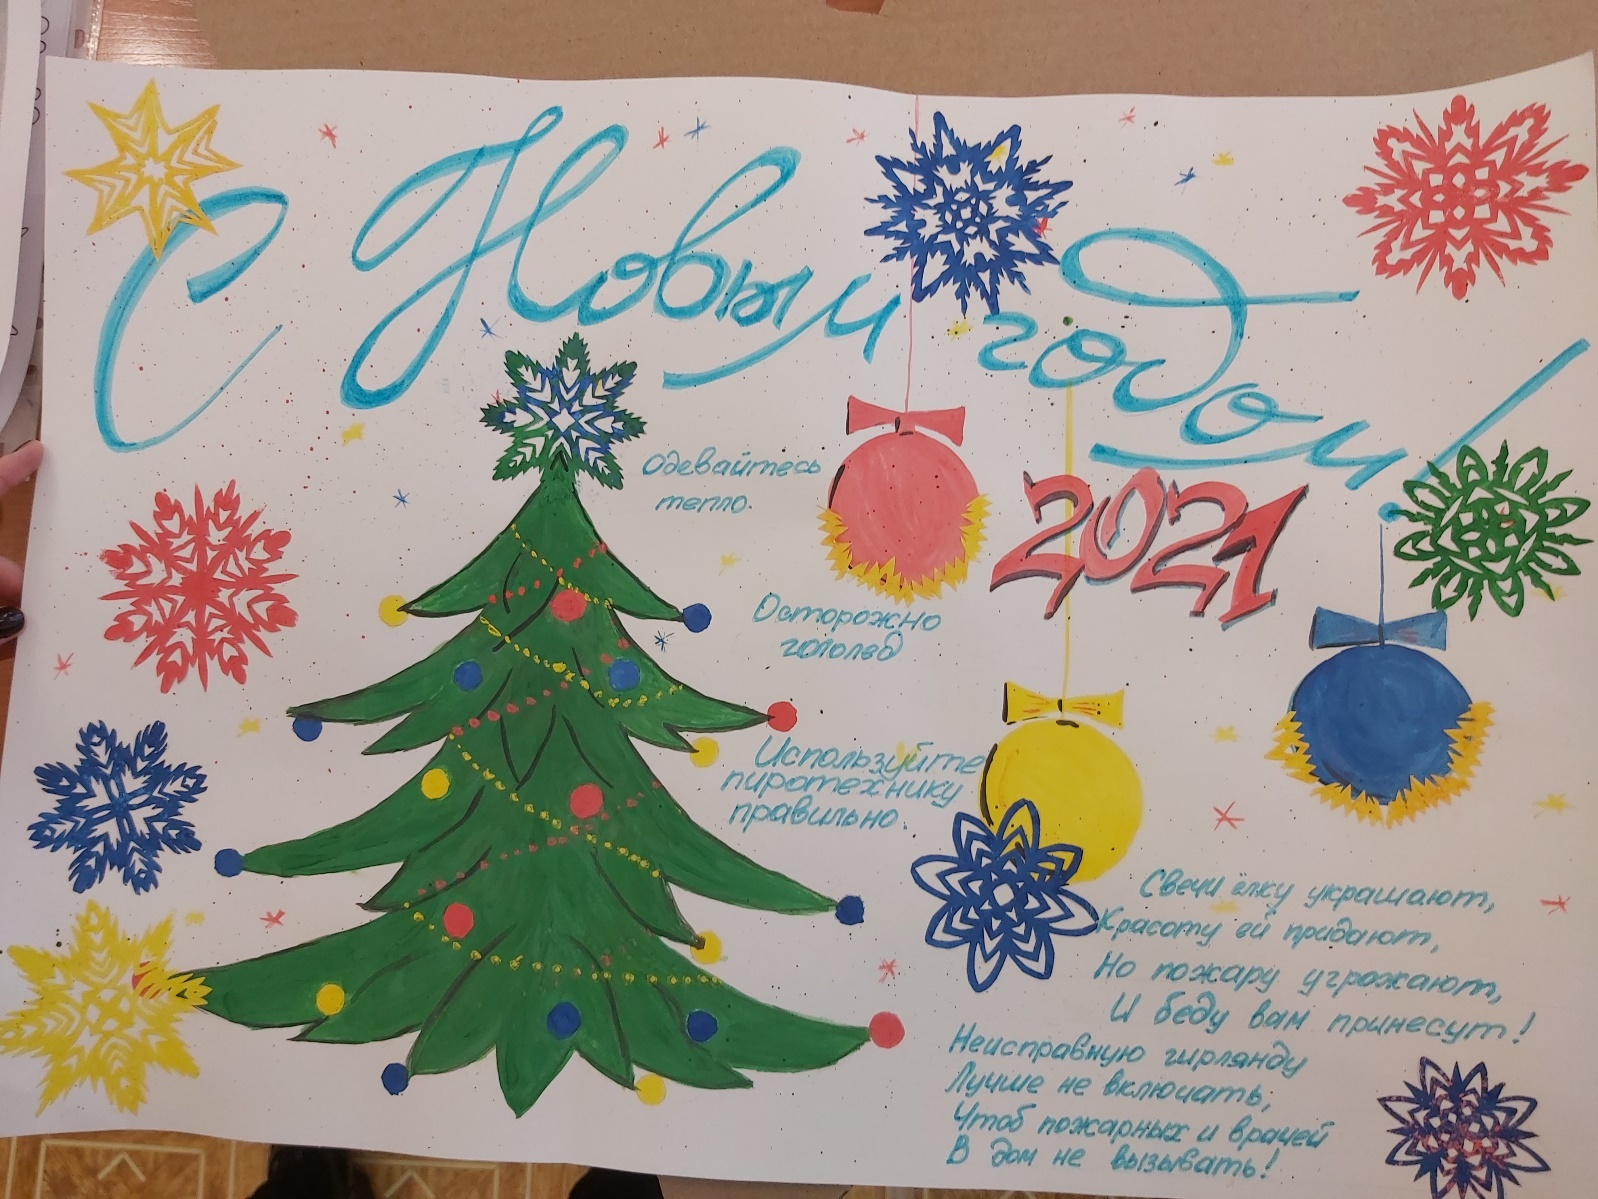 С Новым годом!
2021
Одевайтесь
тепло.
Осторожно
гололед
Используйте
пиротехнику
правильно.
Свечи ёлку украшают,
Красоту ей придают,
Но пожару угрожают,
И беду вам принесут!
Неисправную гирлянду
Лучше не включать;
Чтоб пожарных и врачей
В дом не вызывать!